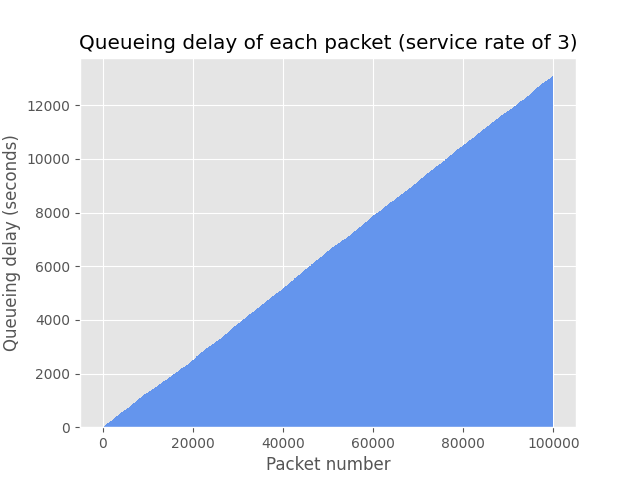 Queueing delay of each packet (service rate of 3)
Queueing delay (seconds)
12000
10000
8000
6000
4000
2000
0
0 20000 40000 60000 80000 100000
Packet number